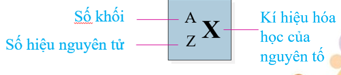 Số khối
Số hiệu nguyên tử
A
Z
X
Kí hiệu hóa
học của
nguyên tố